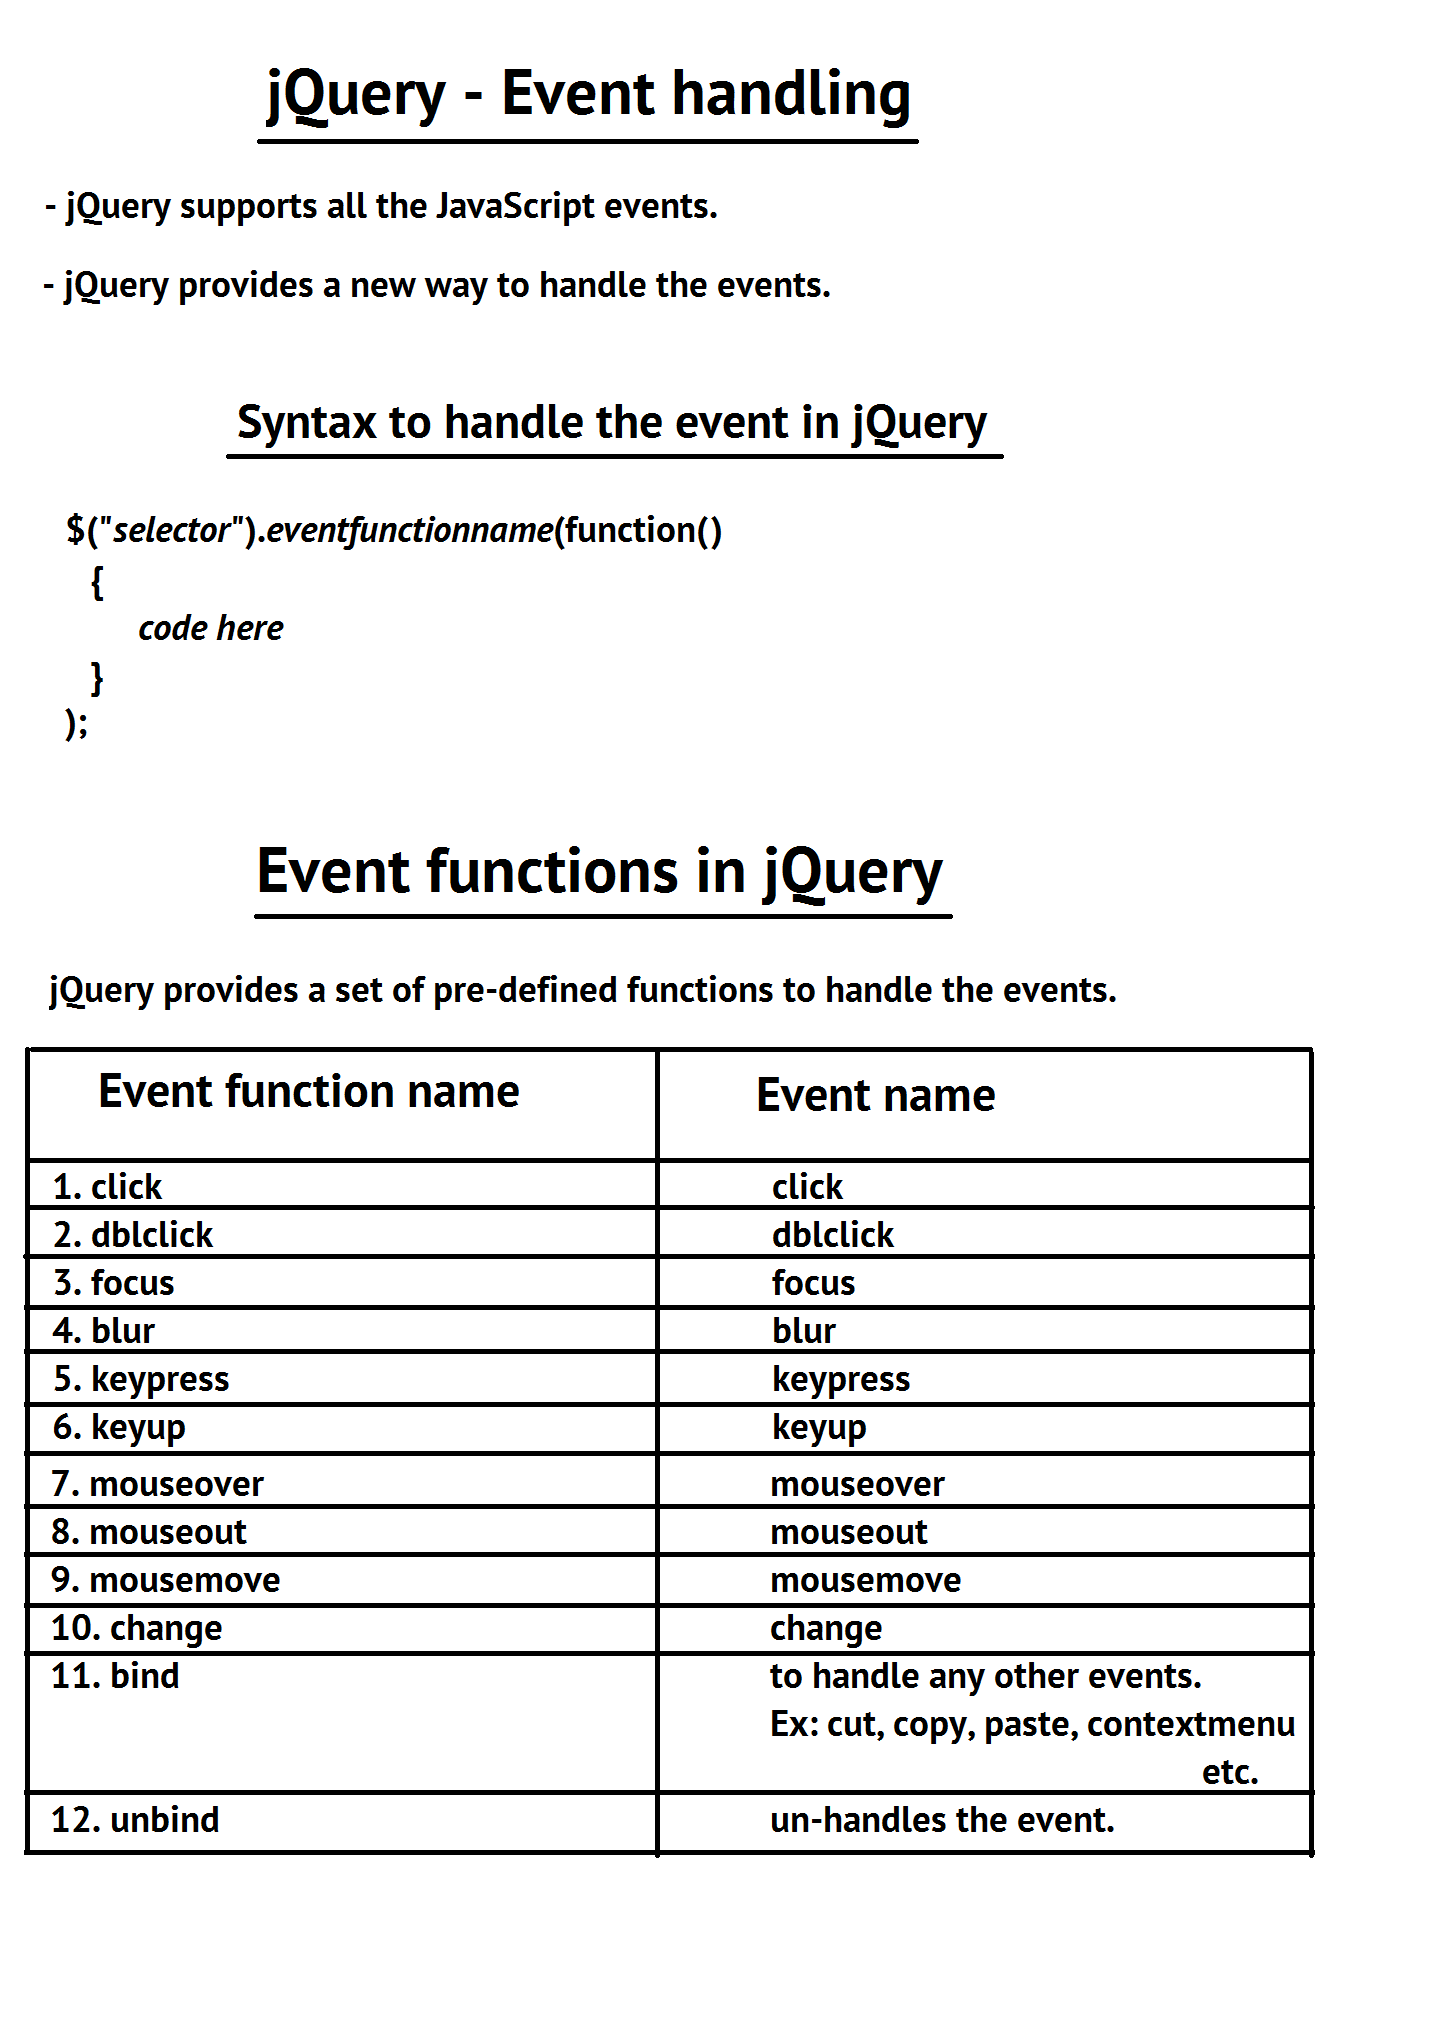 jQuery - Event handling
- jQuery supports all the JavaScript events.
- jQuery provides a new way to handle the events.
Syntax to handle the event in jQuery
$("selector").eventfunctionname(function()
{
code here
}
);
Event functions in jQuery
jQuery provides a set of pre-defined functions to handle the events.
Event function name Event name
1. click click
2. dblclick dblclick
3. focus focus
4. blur blur
5. keypress keypress
6. keyup keyup
7. mouseover mouseover
8. mouseout mouseout
9. mousemove mousemove
10. change change
11. bind to handle any other events.
Ex: cut, copy, paste, contextmenu
etc.
12. unbind un-handles the event.